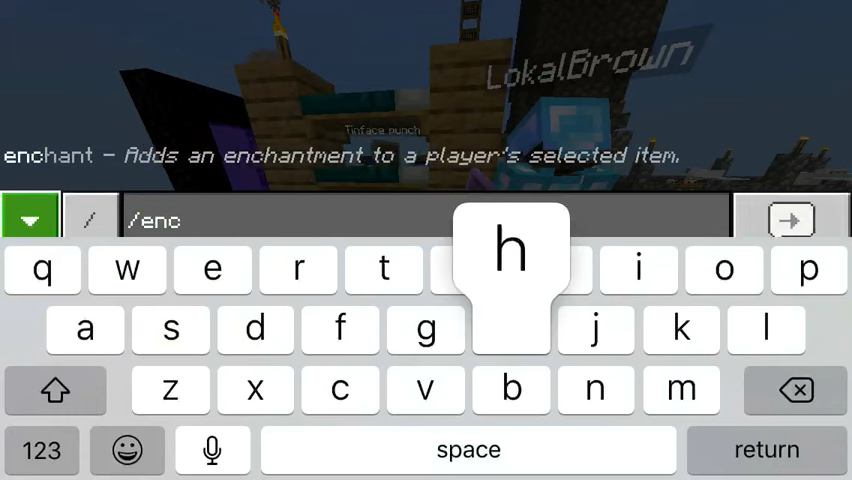 LokalBrown
Tinface punch
enchant – Adds an enchantment to a player's selected item.
/ /enc
h
q w e r t i o p
a s d f g j k l
z x c v b n m
123 space return